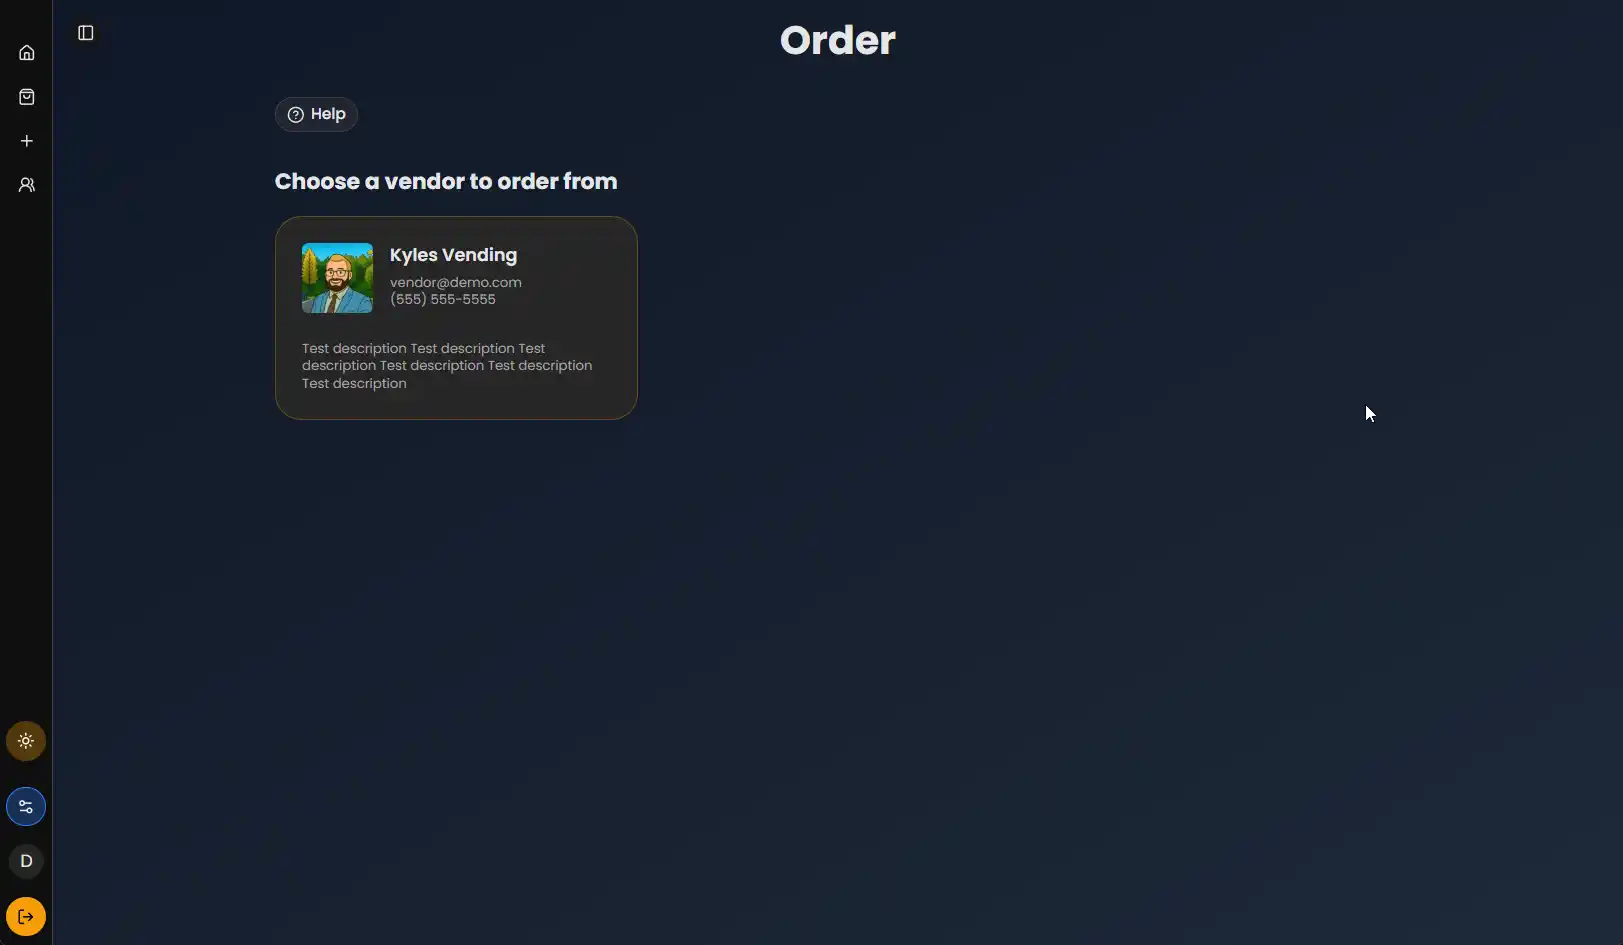 Order
Help
Choose a vendor to order from
Kyles Vending
vendor@demo.com
(555) 555-5555
Test description Test description Test
description Test description Test description
Test description
D